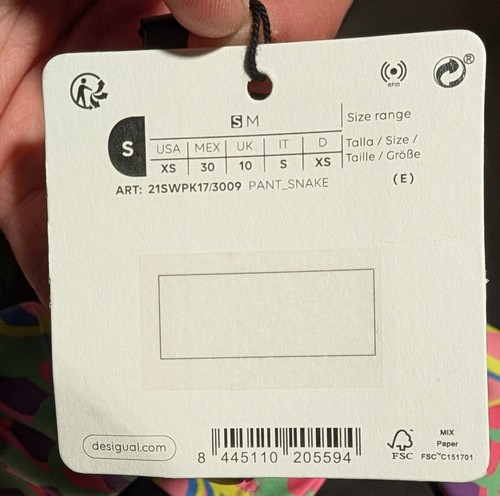 RFID
®
S M Size range
S
USA MEX UK IT D Talla / Size /
XS 30 10 S XS Taille / Größe
ART: 21SWPK17/3009 PANT_SNAKE (E)
desigual.com
8 445110 205594
FSC
MIX
Paper
FSC™C151701